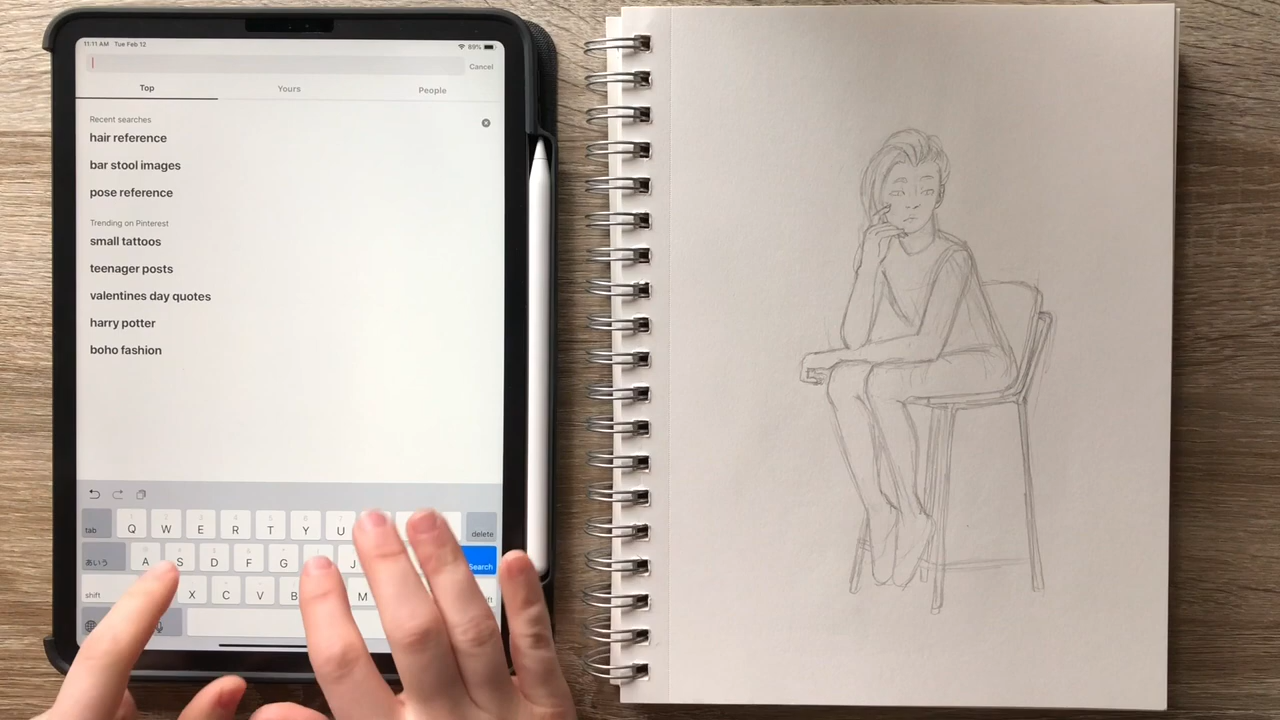 11:11 AM Tue Feb 12
89%
Cancel
Top Yours People
Recent searches
hair reference
bar stool images
pose reference
Trending on Pinterest
small tattoos
teenager posts
valentines day quotes
harry potter
boho fashion
tab Q W E R T Y U delete
あいう A S D F G J Search
shift X C V B M